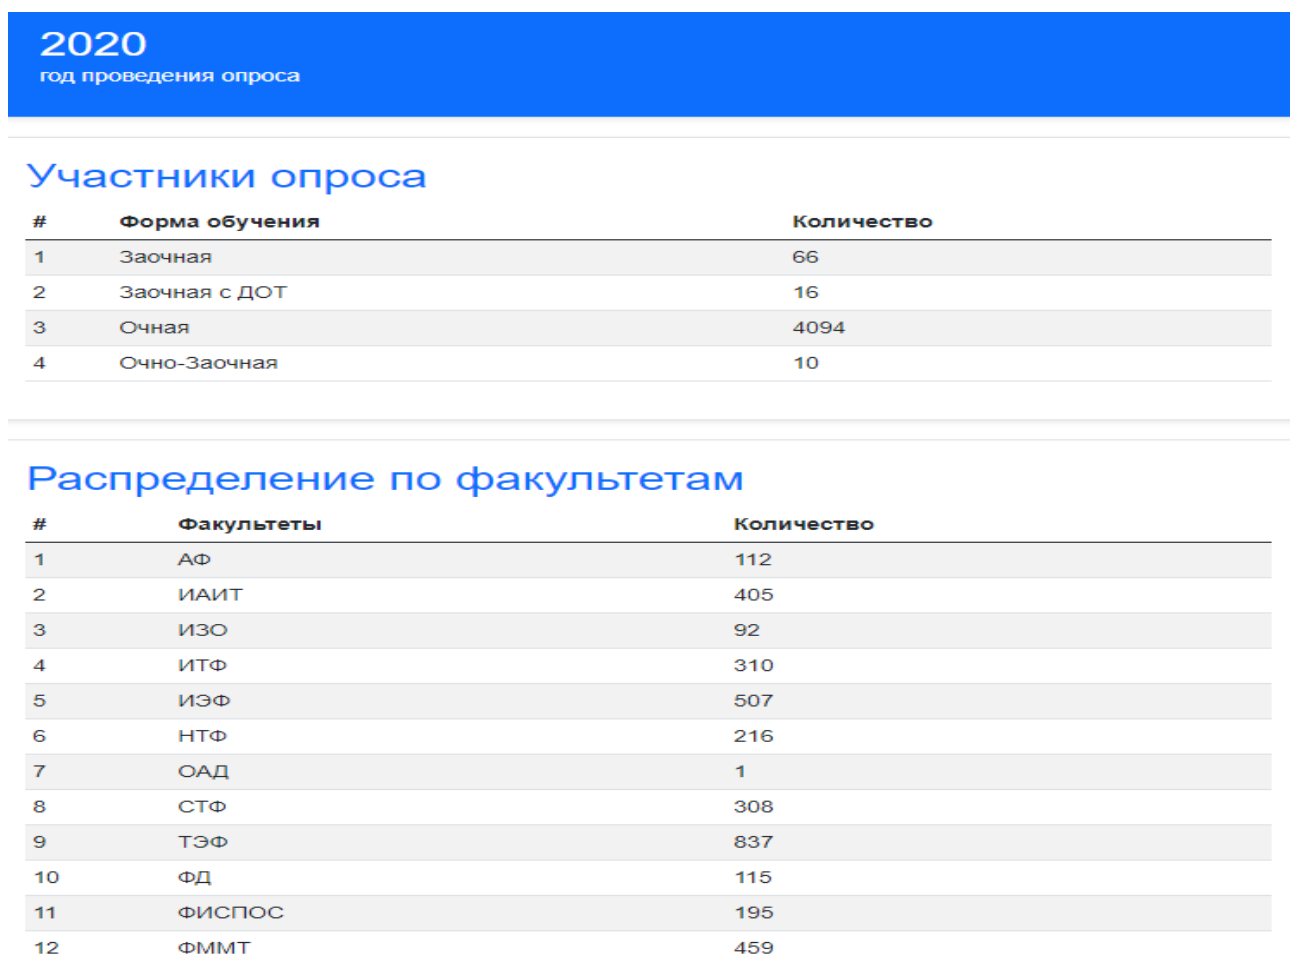 2020
год проведения опроса
Участники опроса
# Форма обучения Количество
1 Заочная 66
2 Заочная с ДОТ 16
3 Очная 4094
4 Очно-Заочная 10
Распределение по факультетам
# Факультеты Количество
1 АФ 112
2 ИАИТ 405
3 ИЗО 92
4 ИТФ 310
5 ИЭФ 507
6 НТФ 216
7 ОАД 1
8 СТФ 308
9 ТЭФ 837
10 ФД 115
11 ФИСПОС 195
12 ФММТ 459